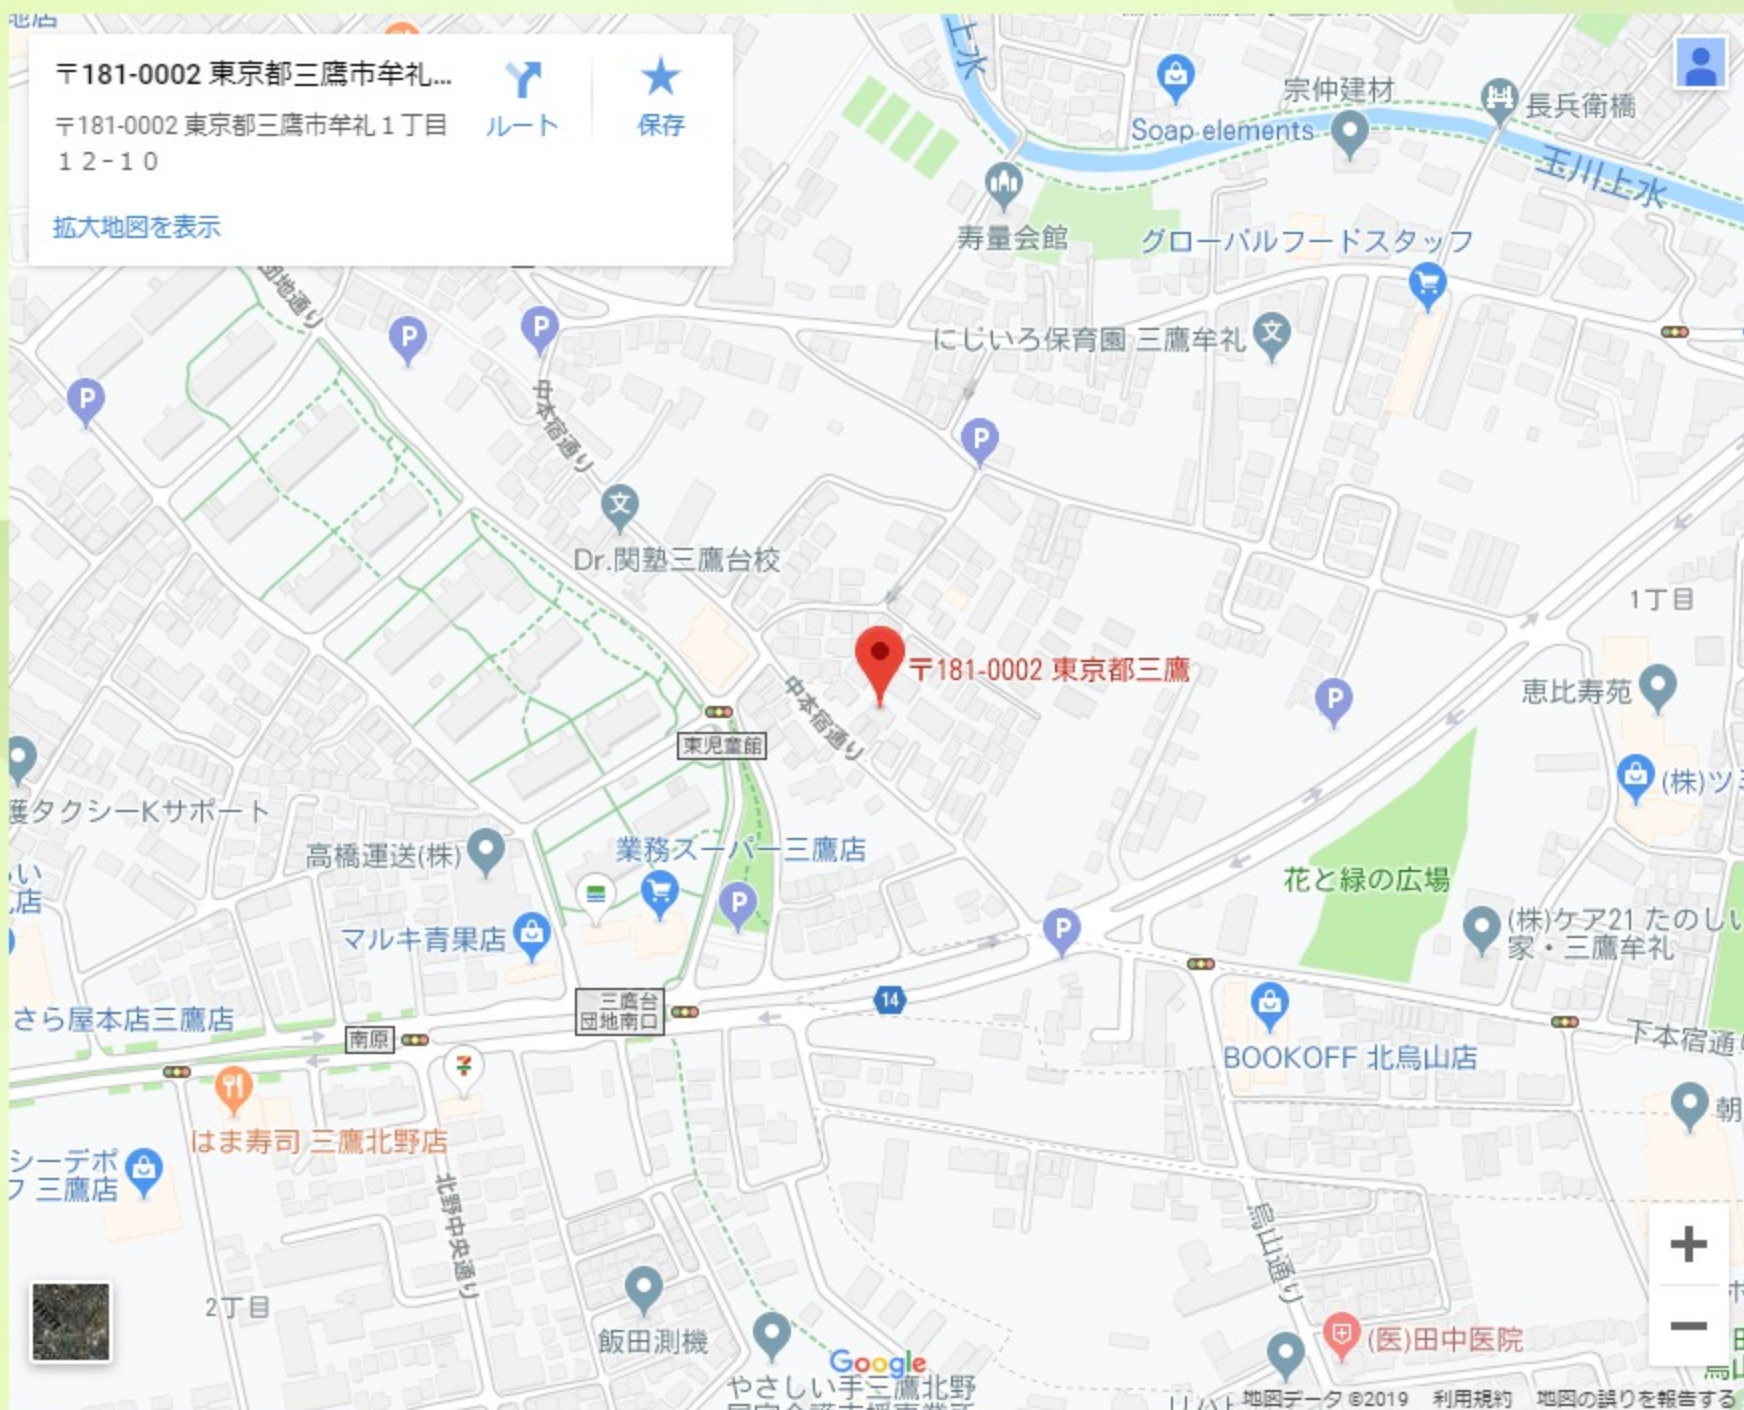 地店
〒181-0002 東京都三鷹市牟礼...
〒181-0002 東京都三鷹市牟礼１丁目
１２-１０
ルート
保存
拡大地図を表示
上水
宗仲建材
長兵衛橋
Soap elements
玉川上水
寿量会館
グローバルフードスタッフ
団地通り
にじいろ保育園 三鷹牟礼
中本宿通り
Dr.関塾三鷹台校
1丁目
〒181-0002 東京都三鷹
恵比寿苑
中本宿通り
東児童館
(株)ツミ
護タクシーKサポート
高橋運送(株)
業務スーパー三鷹店
花と緑の広場
い
店
マルキ青果店
(株)ケア21 たのしい
家・三鷹牟礼
三鷹台
団地南口
14
さら屋本店三鷹店
南原
下本宿通り
BOOKOFF 北烏山店
朝
はま寿司 三鷹北野店
シーデポ
フ 三鷹店
北野中央通り
烏山通り
2丁目
飯田測機
(医)田中医院
Google
やさしい手三鷹北野
地図データ ©2019
利用規約
地図の誤りを報告する